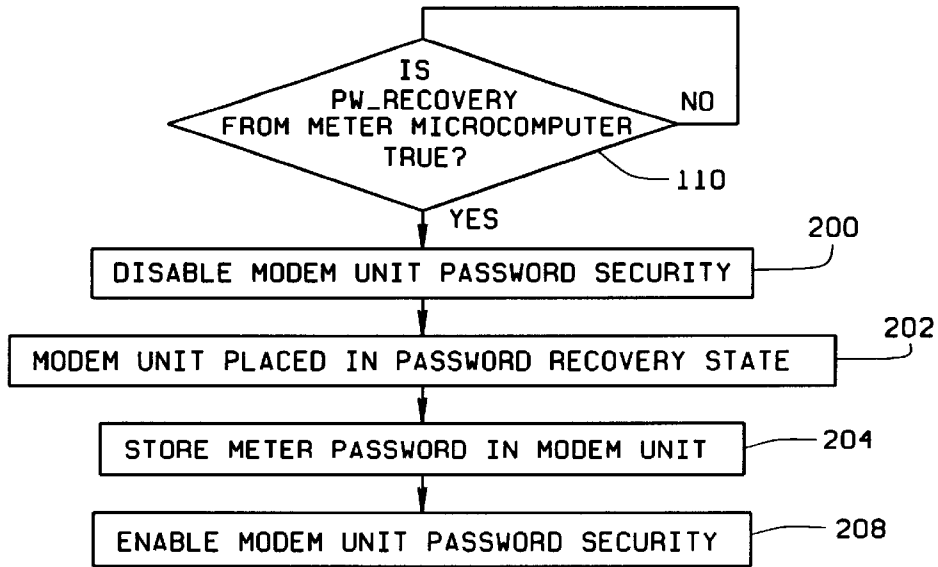 IS
PW_RECOVERY
FROM METER MICROCOMPUTER
TRUE?
NO
110
YES
200
DISABLE MODEM UNIT PASSWORD SECURITY
202
MODEM UNIT PLACED IN PASSWORD RECOVERY STATE
STORE METER PASSWORD IN MODEM UNIT
204
ENABLE MODEM UNIT PASSWORD SECURITY
208